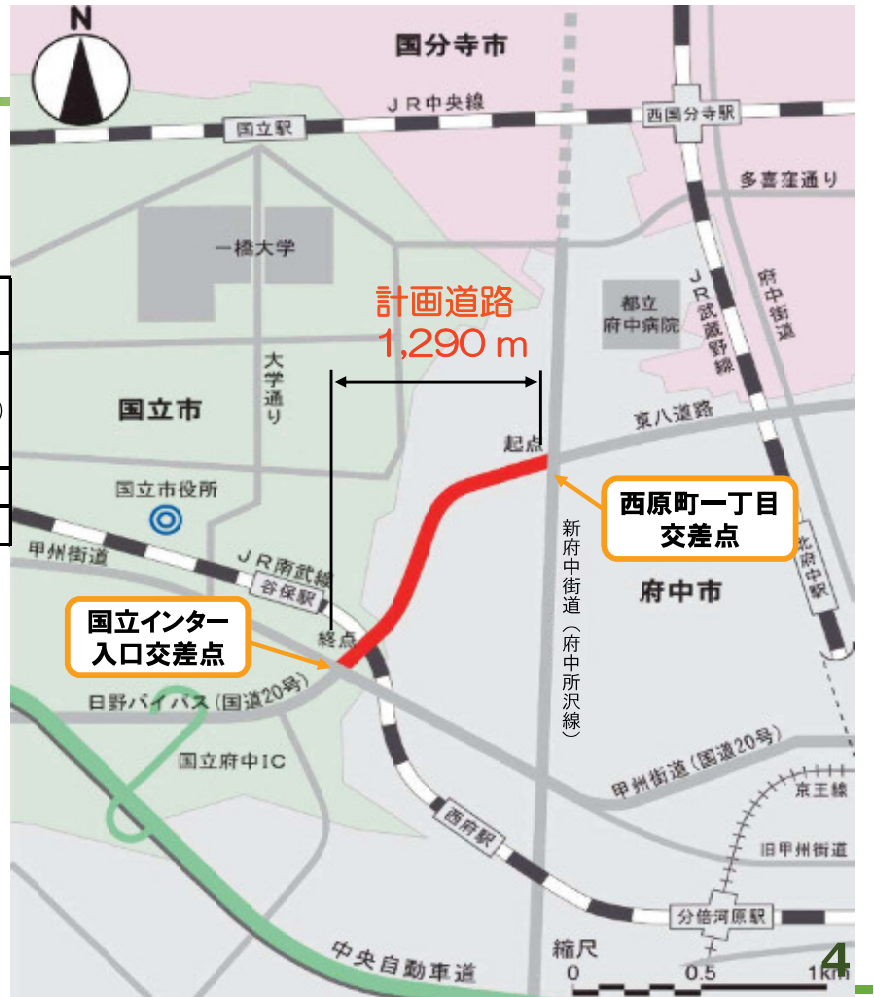 N
国分寺市
JR中央線
国立駅
西国分寺駅
多喜窪通り
一橋大学
計画道路
1,290 m
都立
府中病院
JR武蔵野線
府中街道
大学通り
国立市
)
京八道路
起点
国立市役所
西原町一丁目
交差点
甲州街道
JR南武線
谷保駅
新府中街道(府中所沢線)
北府中駅
府中市
国立インター
入口交差点
終点
日野バイパス(国道20号)
国立府中IC
甲州街道(国道20号)
京王線
西府駅
旧甲州街道
分倍河原駅
中央自動車道
縮尺
0 0.5 1km
4